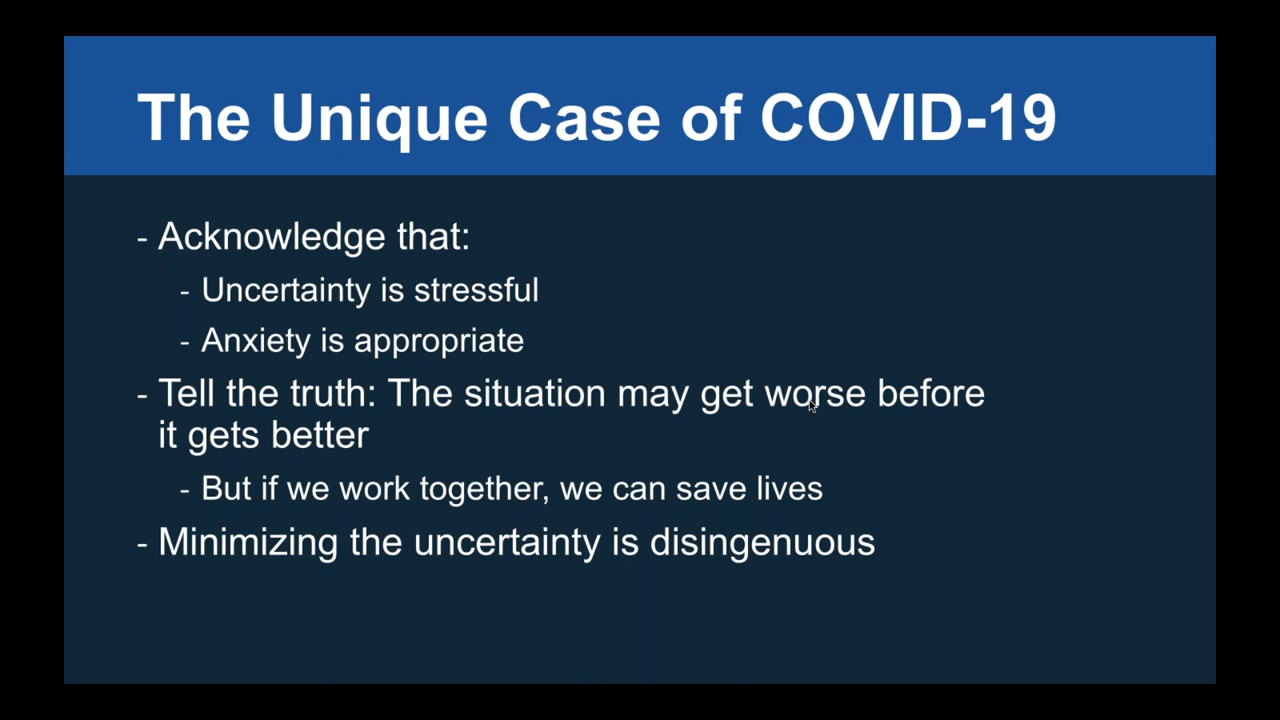 The Unique Case of COVID-19
- Acknowledge that:
- Uncertainty is stressful
- Anxiety is appropriate
- Tell the truth: The situation may get worse before
it gets better
- But if we work together, we can save lives
- Minimizing the uncertainty is disingenuous